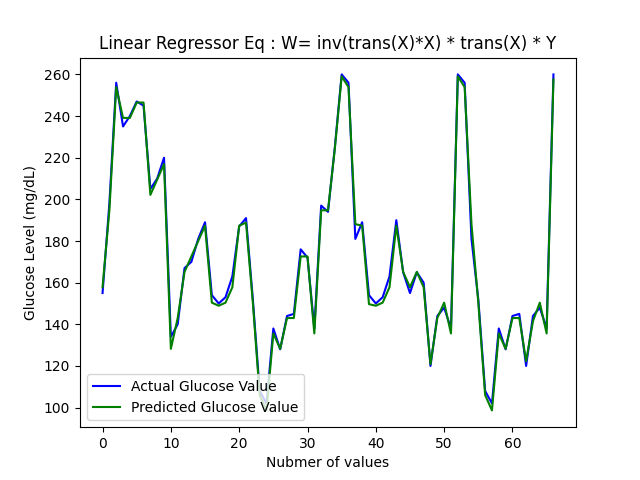 Linear Regressor Eq : W= inv(trans(X)*X) * trans(X) * Y
Glucose Level (mg/dL)
260
240
220
200
180
160
140
120
100
Actual Glucose Value
Predicted Glucose Value
0 10 20 30 40 50 60
Nubmer of values